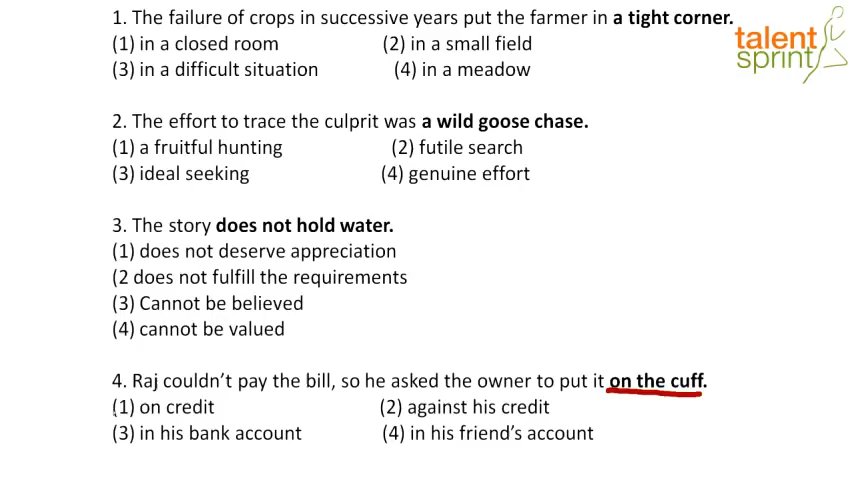 1. The failure of crops in successive years put the farmer in a tight corner.
(1) in a closed room (2) in a small field
(3) in a difficult situation (4) in a meadow
talent
sprint
2. The effort to trace the culprit was a wild goose chase.
(1) a fruitful hunting (2) futile search
(3) ideal seeking (4) genuine effort
3. The story does not hold water.
(1) does not deserve appreciation
(2 does not fulfill the requirements
(3) Cannot be believed
(4) cannot be valued
4. Raj couldn't pay the bill, so he asked the owner to put it on the cuff.
(1) on credit (2) against his credit
(3) in his bank account (4) in his friend's account